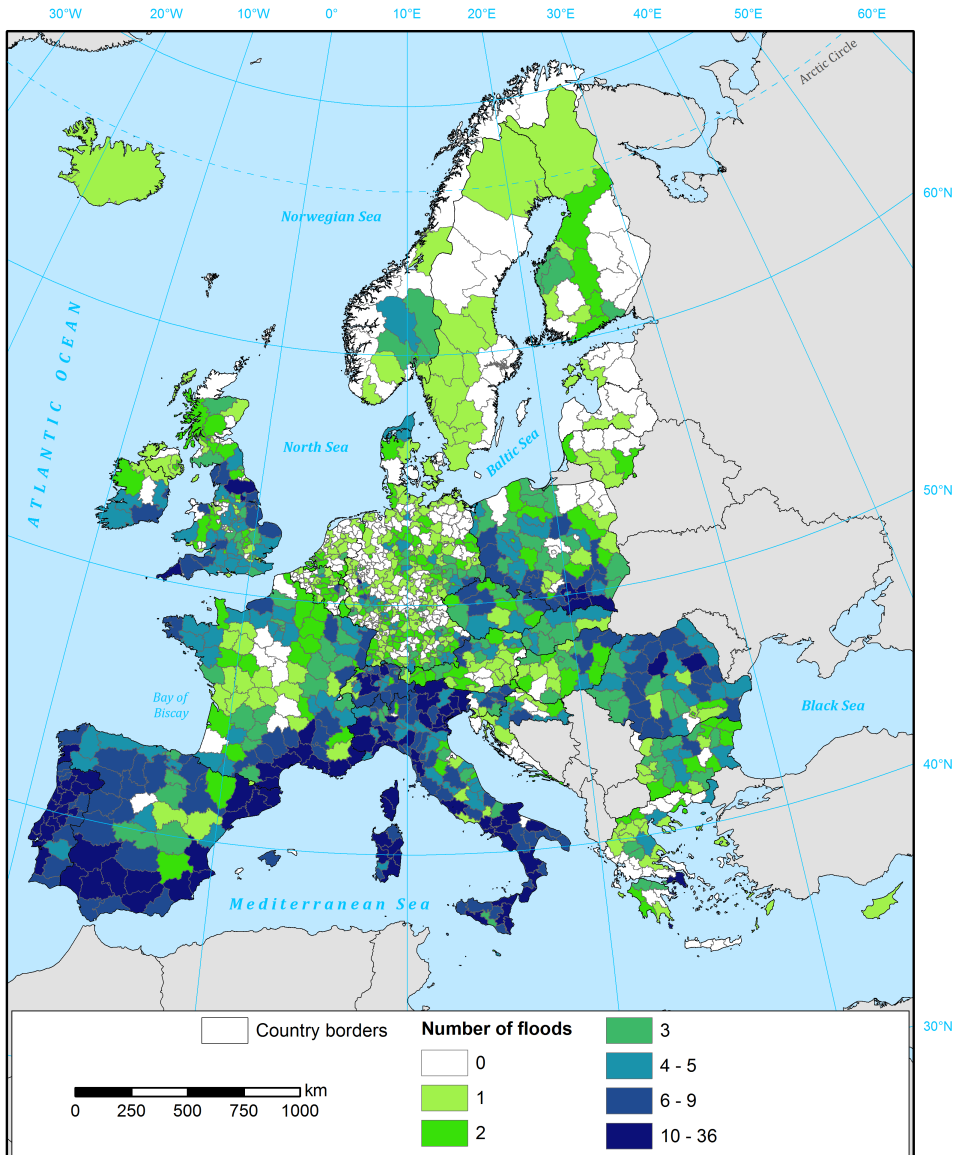 30°W 20°W 10°W 0° 10°E 20°E 30°E 40°E 50°E 60°E
Arctic Circle
60°N
Norwegian Sea
ATLANTIC OCEAN
North Sea
Baltic Sea
50°N
Bay of
Biscay
Black Sea
40°N
Mediterranean Sea
30°N
Country borders
Number of floods
0
1
2
3
4 - 5
6 - 9
10 - 36
km
0 250 500 750 1000